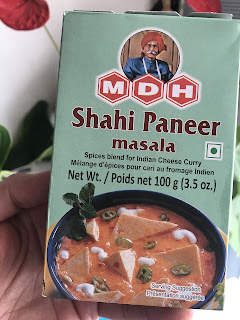 MDH
Shahi Paneer
masala
Spices blend for Indian Cheese Curry
Mélange d'épices pour cari au fromage Indien
Net Wt. / Poids net 100 g (3.5 oz.)
Serving Suggestion
Présentation suggérée